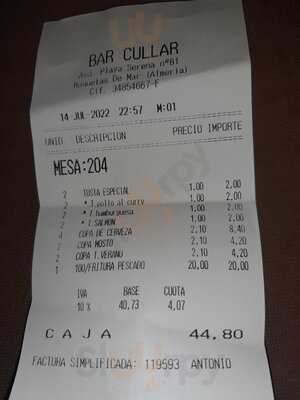 BAR CULLAR
Avd. Playa Serena nº81
Roquetas De Mar (Almeria)
Cif. 34854667-F
14 JUL-2022 22:57 M:01
UNID DESCRIPCION PRECIO IMPORTE
MESA:204
2 TOSTA ESPECIAL 1,00 2,00
2 * T.pollo al curry 1,00 2,00
2 * T.hamburguesa 1,00 2,00
2 * T.SALMON 1,00 2,00
4 COPA DE CERVEZA 2,10 8,40
2 COPA MOSTO 2,10 4,20
2 COPA T.VERANO 2,10 4,20
1 100/FRITURA PESCADO 20,00 20,00
IVA BASE CUOTA
10 % 40,73 4,07
C A J A 44,80
FACTURA SIMPLIFICADA: 119593 ANTONIO